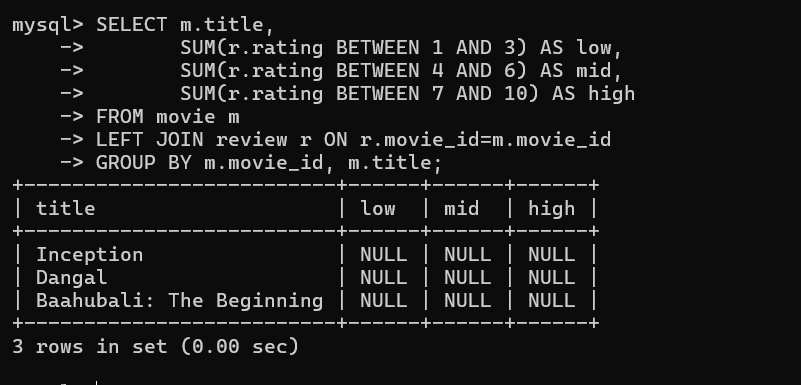 mysql> SELECT m.title,
    ->        SUM(r.rating BETWEEN 1 AND 3) AS low,
    ->        SUM(r.rating BETWEEN 4 AND 6) AS mid,
    ->        SUM(r.rating BETWEEN 7 AND 10) AS high
    -> FROM movie m
    -> LEFT JOIN review r ON r.movie_id=m.movie_id
    -> GROUP BY m.movie_id, m.title;
+--------------------------+------+------+------+
| title                    | low  | mid  | high |
+--------------------------+------+------+------+
| Inception                | NULL | NULL | NULL |
| Dangal                   | NULL | NULL | NULL |
| Baahubali: The Beginning | NULL | NULL | NULL |
+--------------------------+------+------+------+
3 rows in set (0.00 sec)